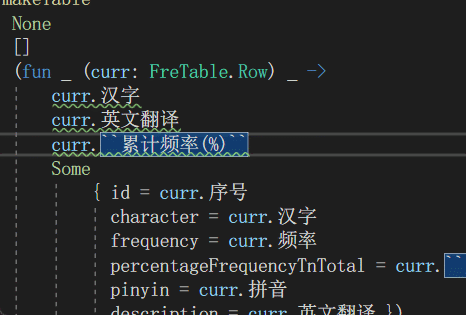 makeTable
None
[]
(fun _ (curr: FreTable.Row) _ ->
curr.汉字
curr.英文翻译
curr.``累计频率(%)``
Some
{ id = curr.序号
character = curr.汉字
frequency = curr.频率
percentageFrequencyTnTotal = curr.``
pinyin = curr.拼音
description = curr.英文翻译 })